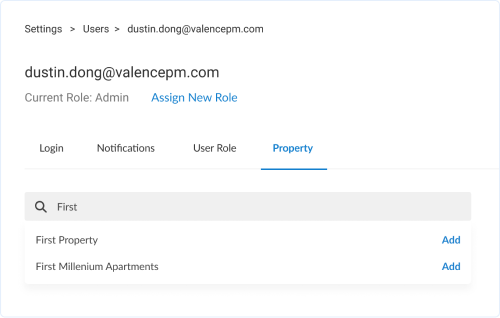 Settings > Users > dustin.dong@valencepm.com
dustin.dong@valencepm.com
Current Role: Admin Assign New Role
Login Notifications User Role Property
First
First Property Add
First Millenium Apartments Add